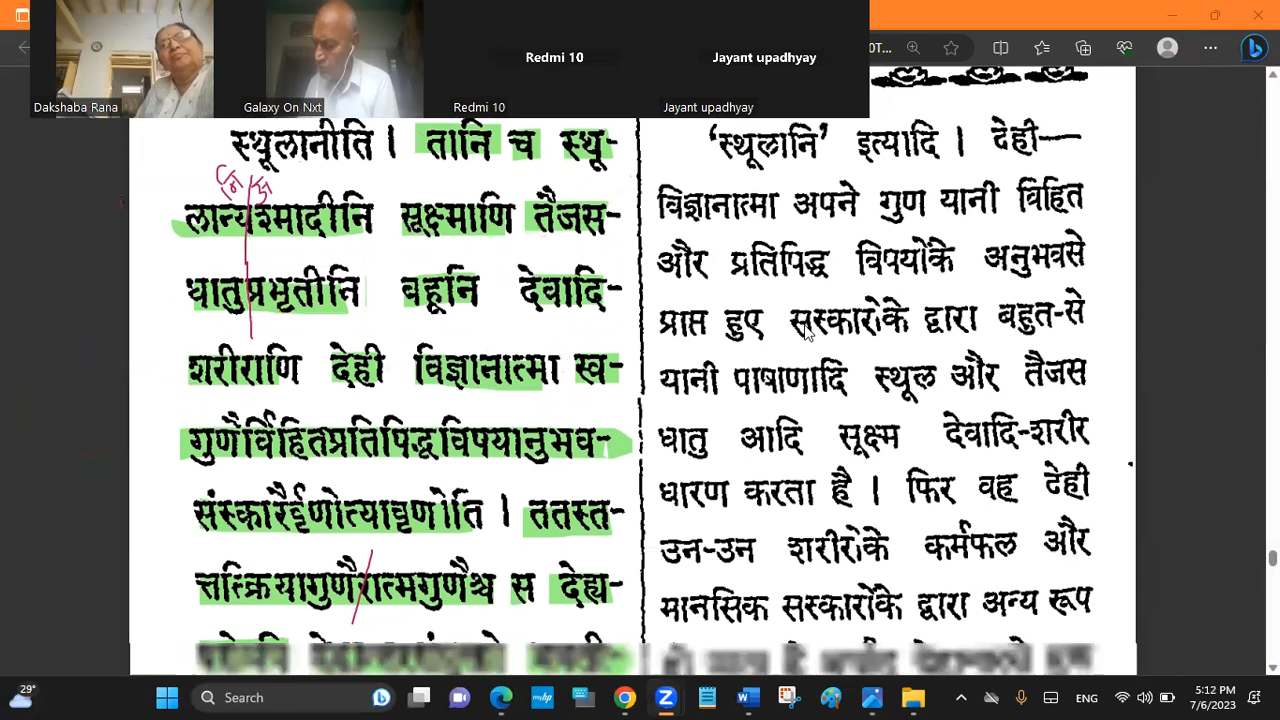 Redmi 10
Jayant upadhyay
0T...
Dakshaba Rana
Galaxy On Nxt
Redmi 10
Jayant upadhyay
स्थूलानीति । तानि च स्थू-
लान्यश्मादीनि सूक्ष्माणि तैजस-
धातुप्रभृतीनि बहूनि देवादि-
शरीराणि देही विज्ञानात्मा स्व-
गुणैर्विहितप्रतिषिद्धविषयानुभव-
संस्कारैर्वृणोत्यावृणोति । ततस्त-
त्तत्क्रियागुणैरात्मगुणैश्च स देह्य-
‘स्थूलानि’ इत्यादि । देही—
विज्ञानात्मा अपने गुण यानी विहित
और प्रतिषिद्ध विषयोंके अनुभवसे
प्राप्त हुए संस्कारोंके द्वारा बहुत-से
यानी पाषाणादि स्थूल और तैजस
धातु आदि सूक्ष्म देवादि-शरीर
धारण करता है । फिर वह देही
उन-उन शरीरोंके कर्मफल और
मानसिक संस्कारोंके द्वारा अन्य रूप
29°
Search
ENG
5:12 PM
7/6/2023